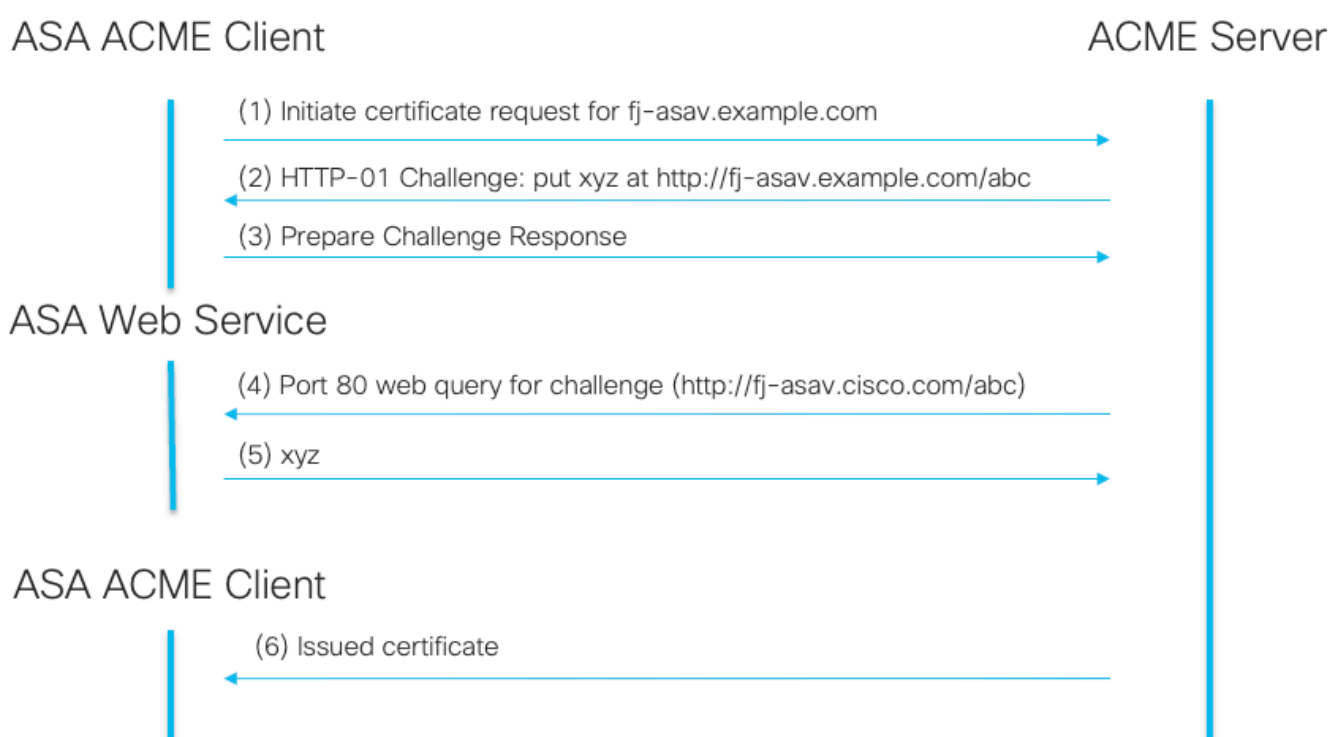 ASA ACME Client
ACME Server
(1) Initiate certificate request for fj-asav.example.com
(2) HTTP-01 Challenge: put xyz at http://fj-asav.example.com/abc
(3) Prepare Challenge Response
ASA Web Service
(4) Port 80 web query for challenge (http://fj-asav.cisco.com/abc)
(5) xyz
ASA ACME Client
(6) Issued certificate